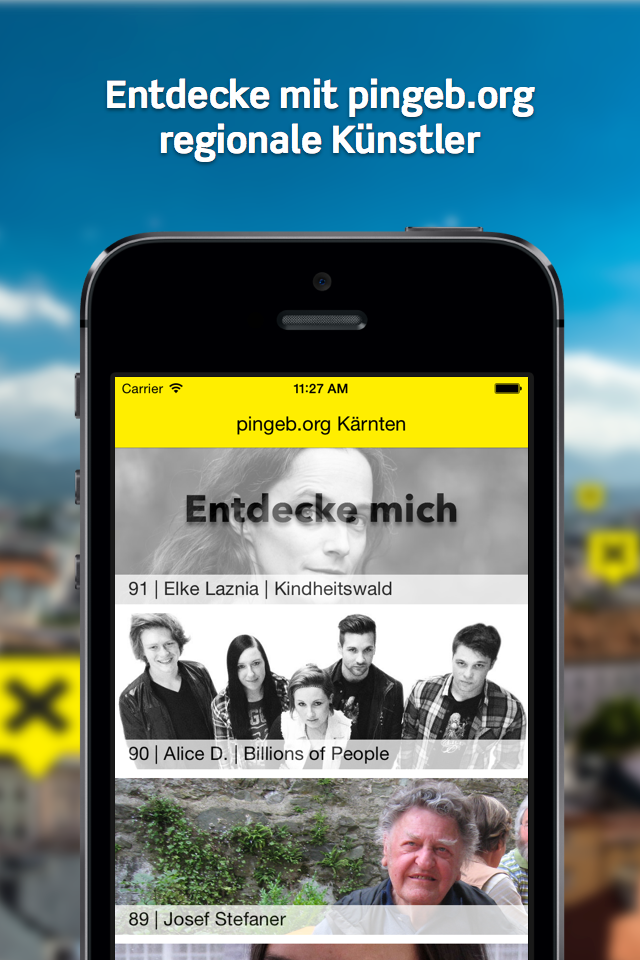 Entdecke mit pingeb.org
regionale Künstler
Carrier 11:27 AM
pingeb.org Kärnten
Entdecke mich
91 | Elke Laznia | Kindheitswald
90 | Alice D. | Billions of People
89 | Josef Stefaner